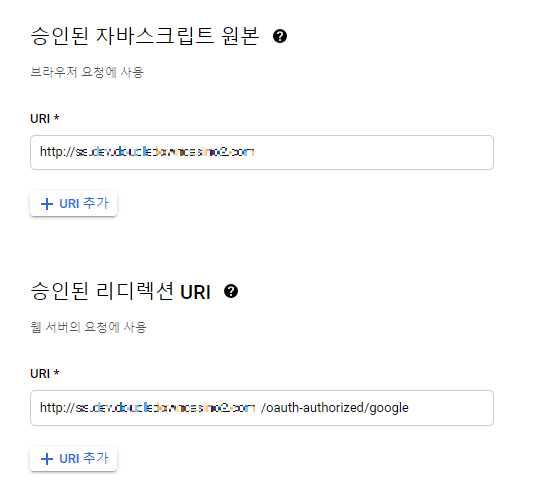 승인된 자바스크립트 원본
브라우저 요청에 사용
URI *
http://
URI 추가
승인된 리디렉션 URI
웹 서버의 요청에 사용
URI *
http:// /oauth-authorized/google
URI 추가